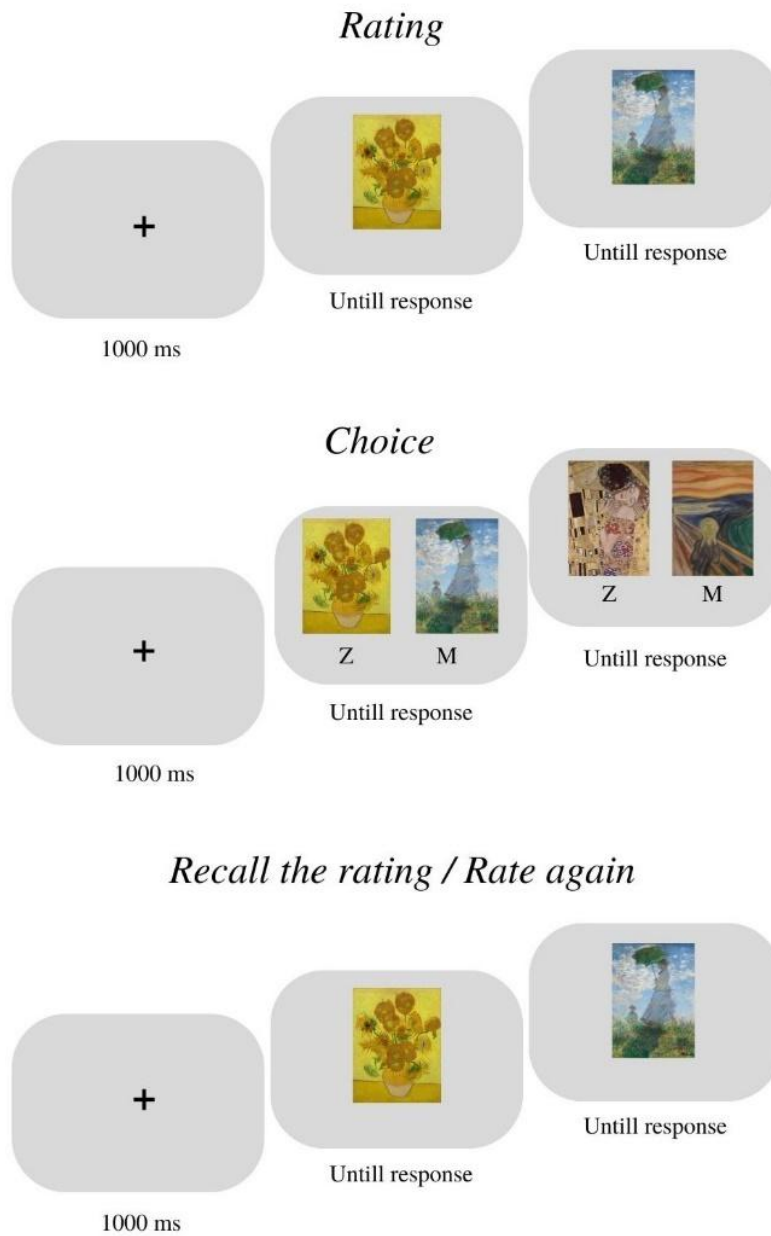 Rating
Untill response
Untill response
1000 ms
Choice
Z M
Untill response
Z M
Untill response
1000 ms
Recall the rating / Rate again
Untill response
Untill response
1000 ms